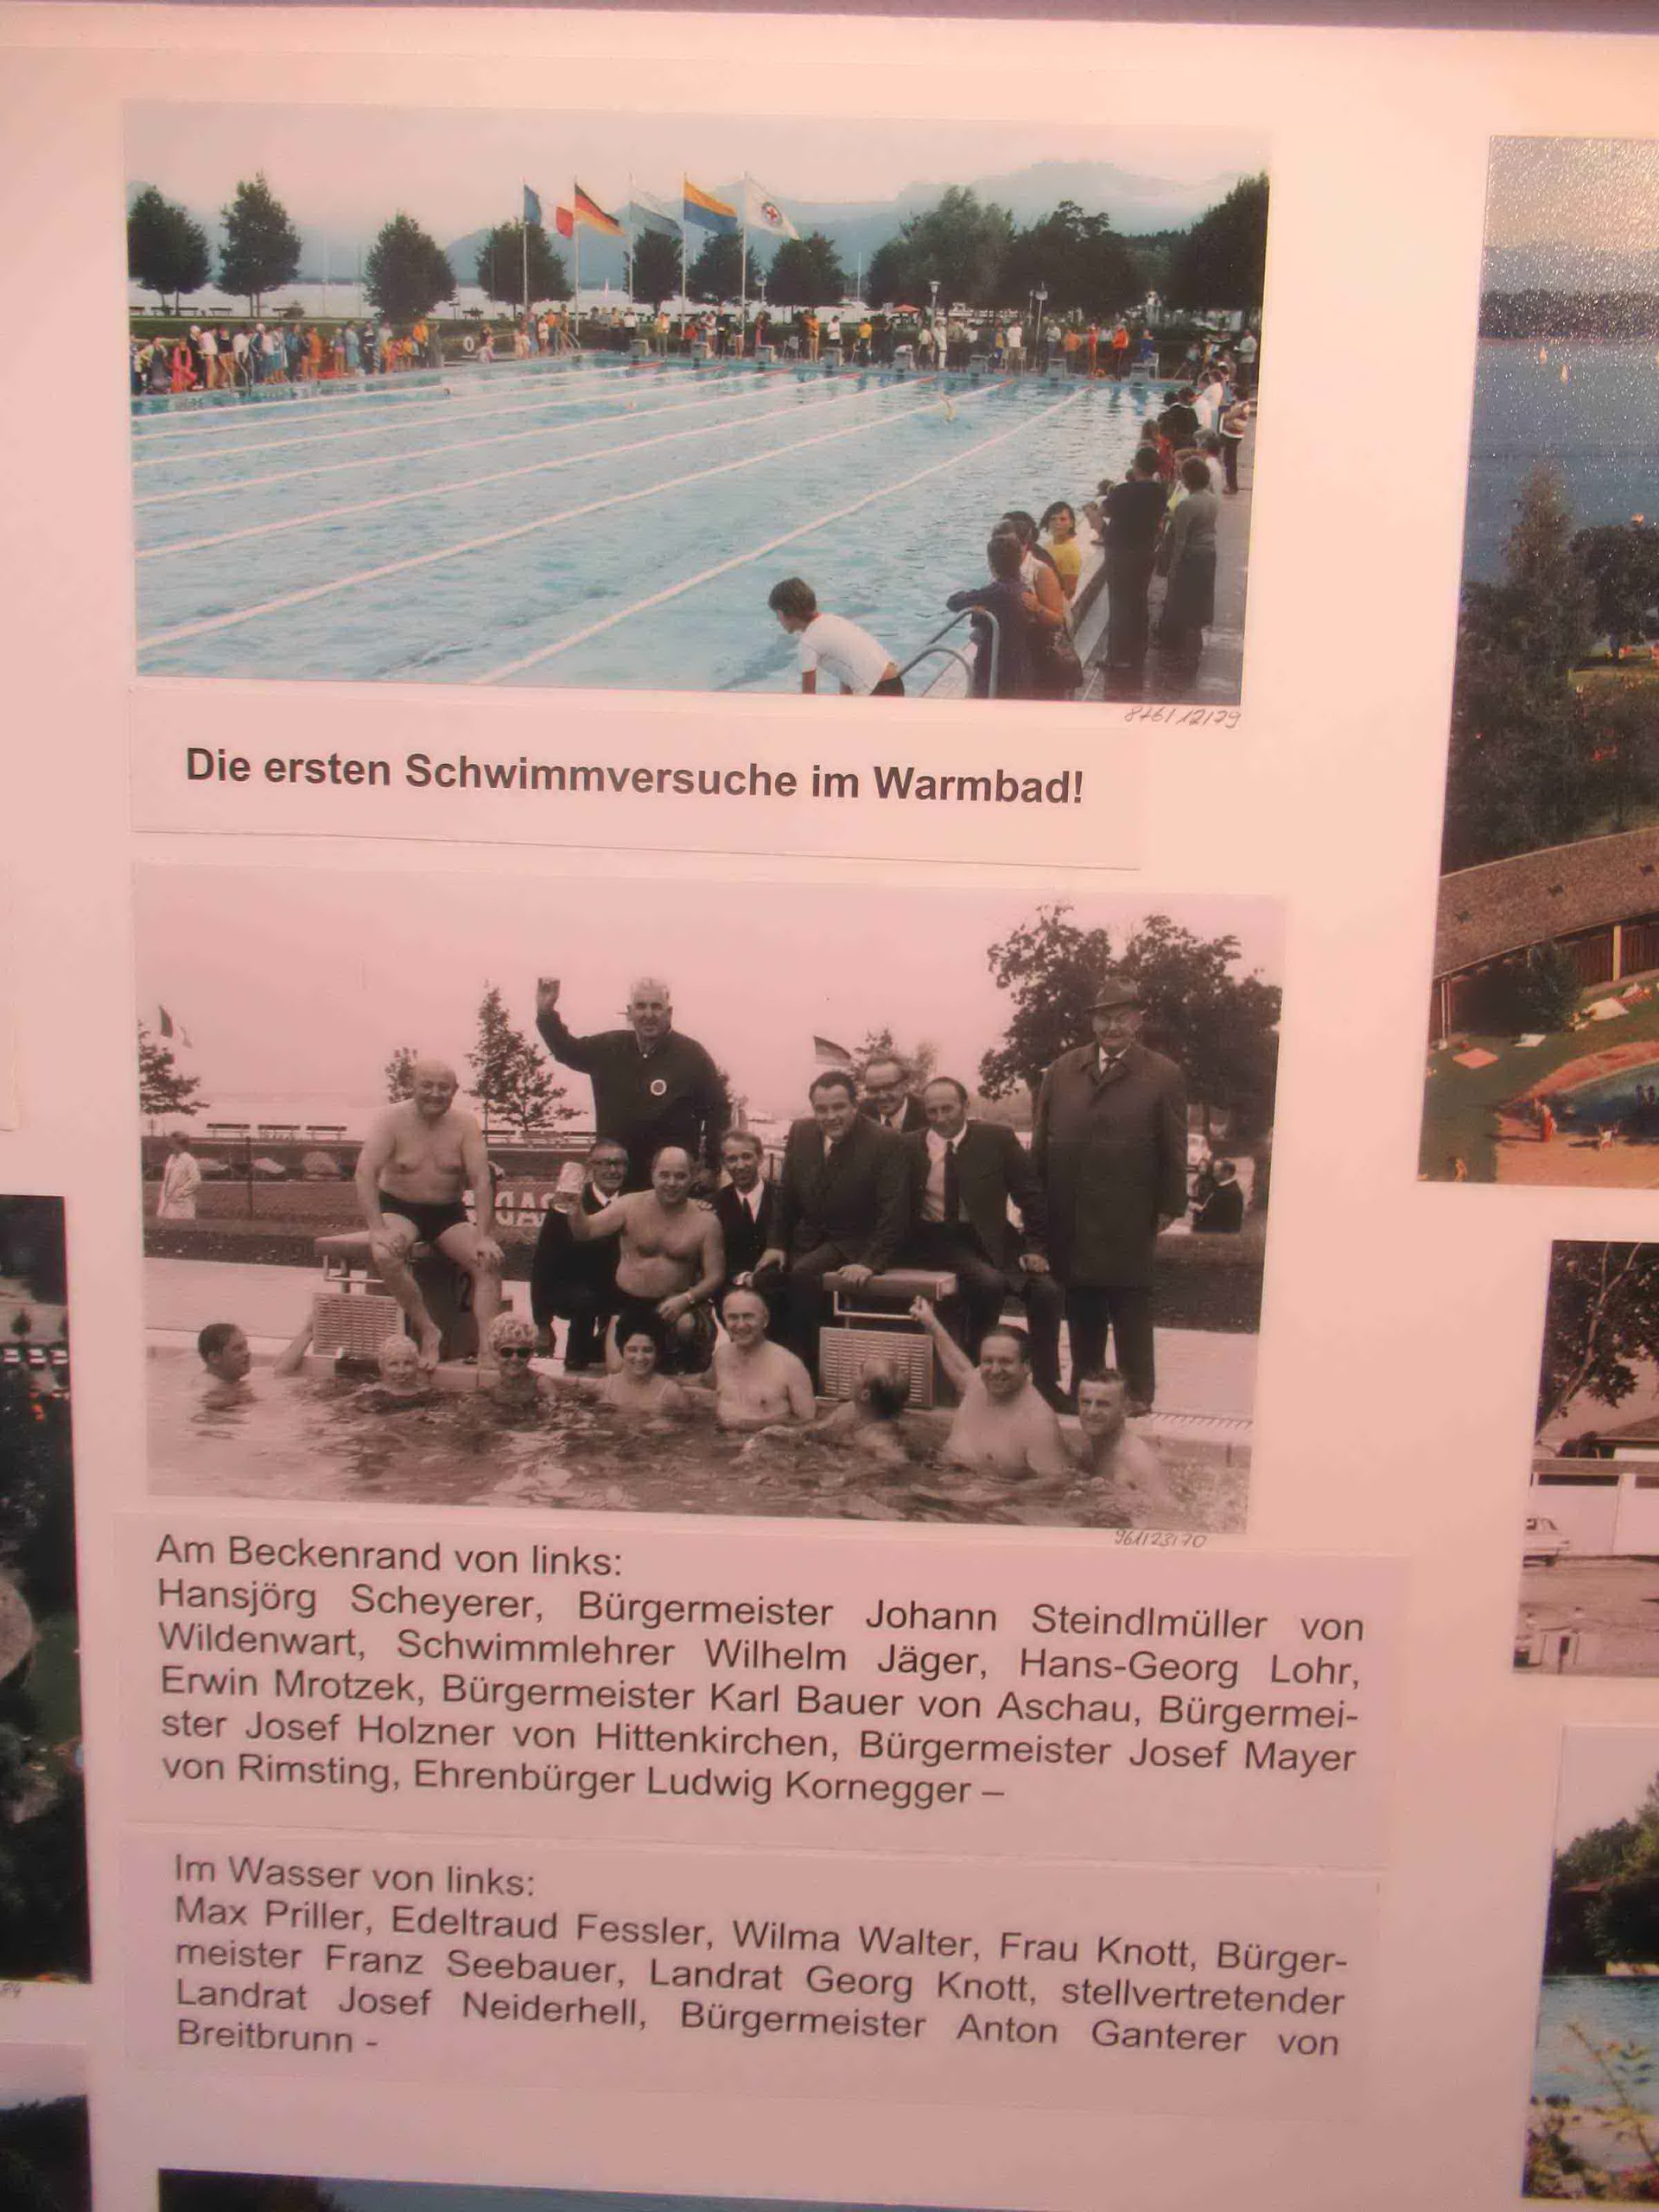 8761 12179
Die ersten Schwimmversuche im Warmbad!
2
BAD
961123170
Am Beckenrand von links:
Hansjörg Scheyerer, Bürgermeister Johann Steindlmüller von
Wildenwart, Schwimmlehrer Wilhelm Jäger, Hans-Georg Lohr,
Erwin Mrotzek, Bürgermeister Karl Bauer von Aschau, Bürgermei-
ster Josef Holzner von Hittenkirchen, Bürgermeister Josef Mayer
von Rimsting, Ehrenbürger Ludwig Kornegger –
Im Wasser von links:
Max Priller, Edeltraud Fessler, Wilma Walter, Frau Knott, Bürger-
meister Franz Seebauer, Landrat Georg Knott, stellvertretender
Landrat Josef Neiderhell, Bürgermeister Anton Ganterer von
Breitbrunn -